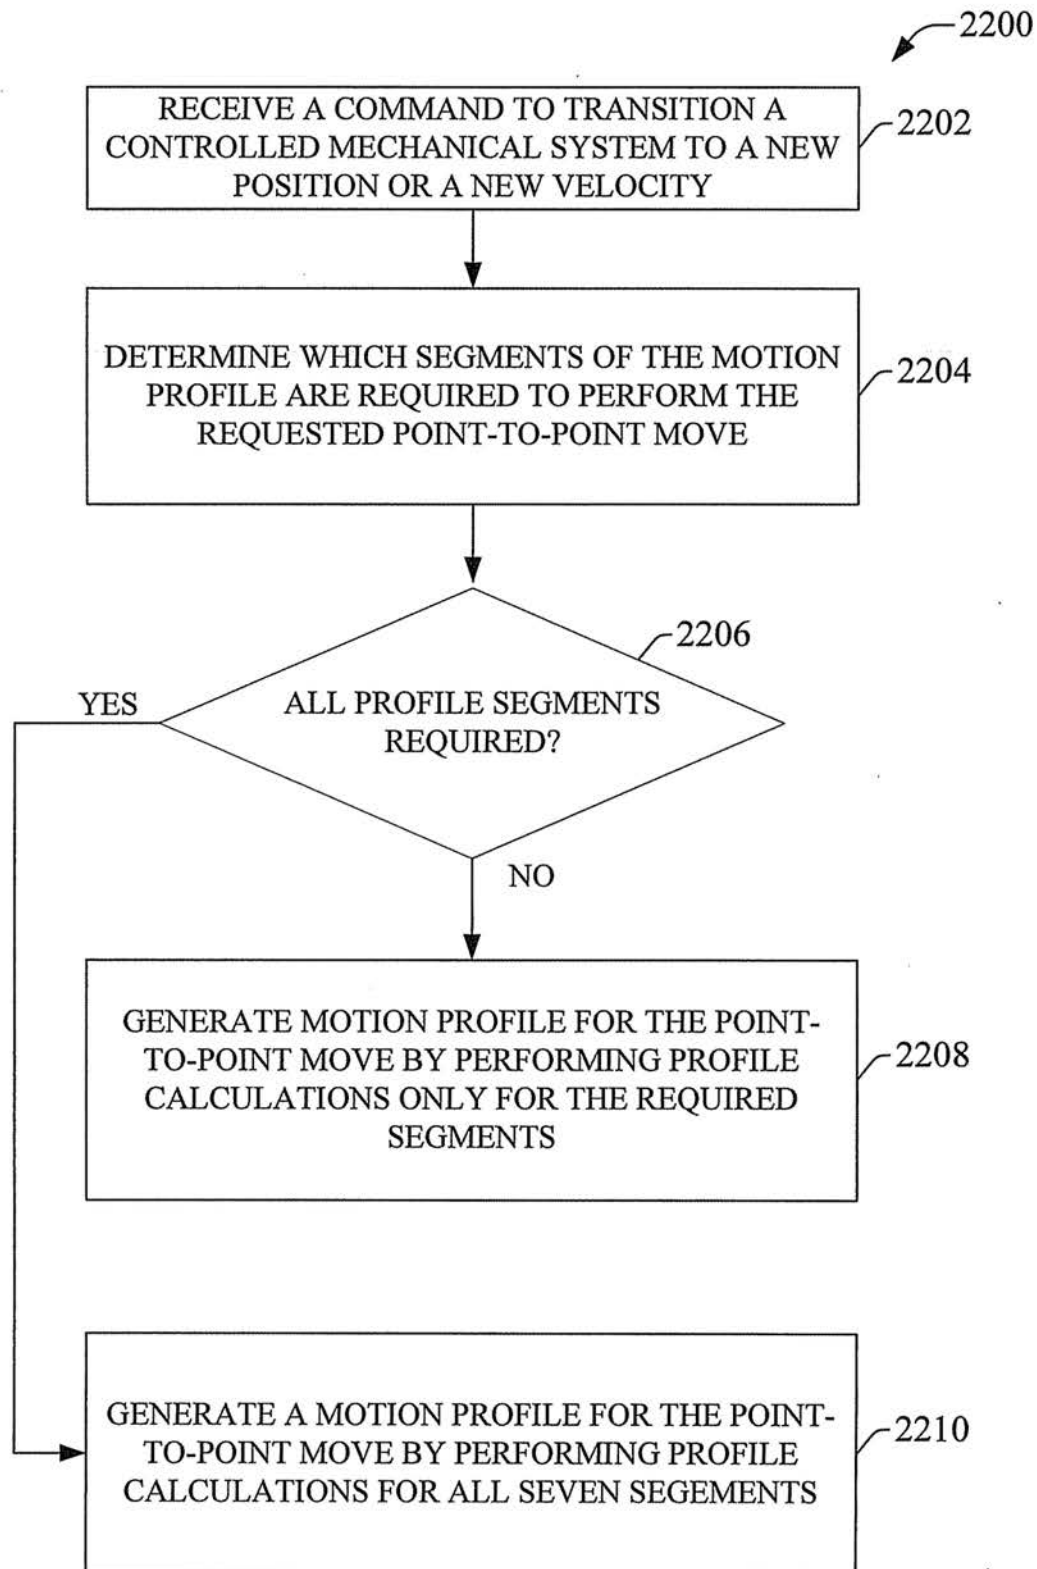 2200
RECEIVE A COMMAND TO TRANSITION A
CONTROLLED MECHANICAL SYSTEM TO A NEW
POSITION OR A NEW VELOCITY
2202
DETERMINE WHICH SEGMENTS OF THE MOTION
PROFILE ARE REQUIRED TO PERFORM THE
REQUESTED POINT-TO-POINT MOVE
2204
2206
YES
ALL PROFILE SEGMENTS
REQUIRED?
NO
GENERATE MOTION PROFILE FOR THE POINT-
TO-POINT MOVE BY PERFORMING PROFILE
CALCULATIONS ONLY FOR THE REQUIRED
SEGMENTS
2208
GENERATE A MOTION PROFILE FOR THE POINT-
TO-POINT MOVE BY PERFORMING PROFILE
CALCULATIONS FOR ALL SEVEN SEGEMENTS
2210